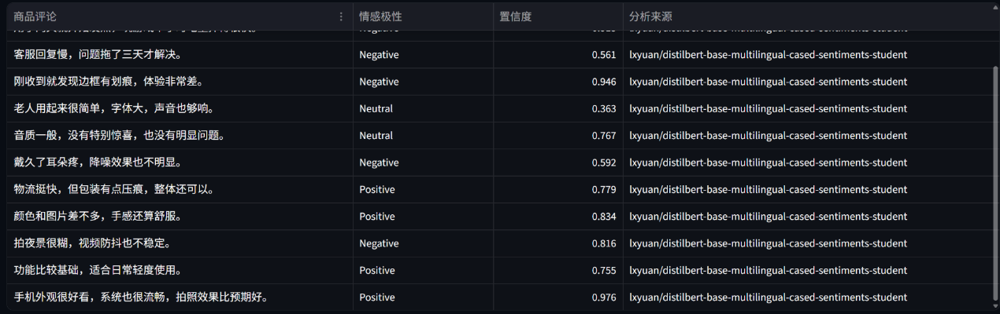 商品评论 情感极性 置信度 分析来源
客服回复慢，问题拖了三天才解决。 Negative 0.561 lxyuan/distilbert-base-multilingual-cased-sentiments-student
刚收到就发现边框有划痕，体验非常差。 Negative 0.946 lxyuan/distilbert-base-multilingual-cased-sentiments-student
老人用起来很简单，字体大，声音也够响。 Neutral 0.363 lxyuan/distilbert-base-multilingual-cased-sentiments-student
音质一般，没有特别惊喜，也没有明显问题。 Neutral 0.767 lxyuan/distilbert-base-multilingual-cased-sentiments-student
戴久了耳朵疼，降噪效果也不明显。 Negative 0.592 lxyuan/distilbert-base-multilingual-cased-sentiments-student
物流挺快，但包装有点压痕，整体还可以。 Positive 0.779 lxyuan/distilbert-base-multilingual-cased-sentiments-student
颜色和图片差不多，手感还算舒服。 Positive 0.834 lxyuan/distilbert-base-multilingual-cased-sentiments-student
拍夜景很糊，视频防抖也不稳定。 Negative 0.816 lxyuan/distilbert-base-multilingual-cased-sentiments-student
功能比较基础，适合日常轻度使用。 Positive 0.755 lxyuan/distilbert-base-multilingual-cased-sentiments-student
手机外观很好看，系统也很流畅，拍照效果比预期好。 Positive 0.976 lxyuan/distilbert-base-multilingual-cased-sentiments-student